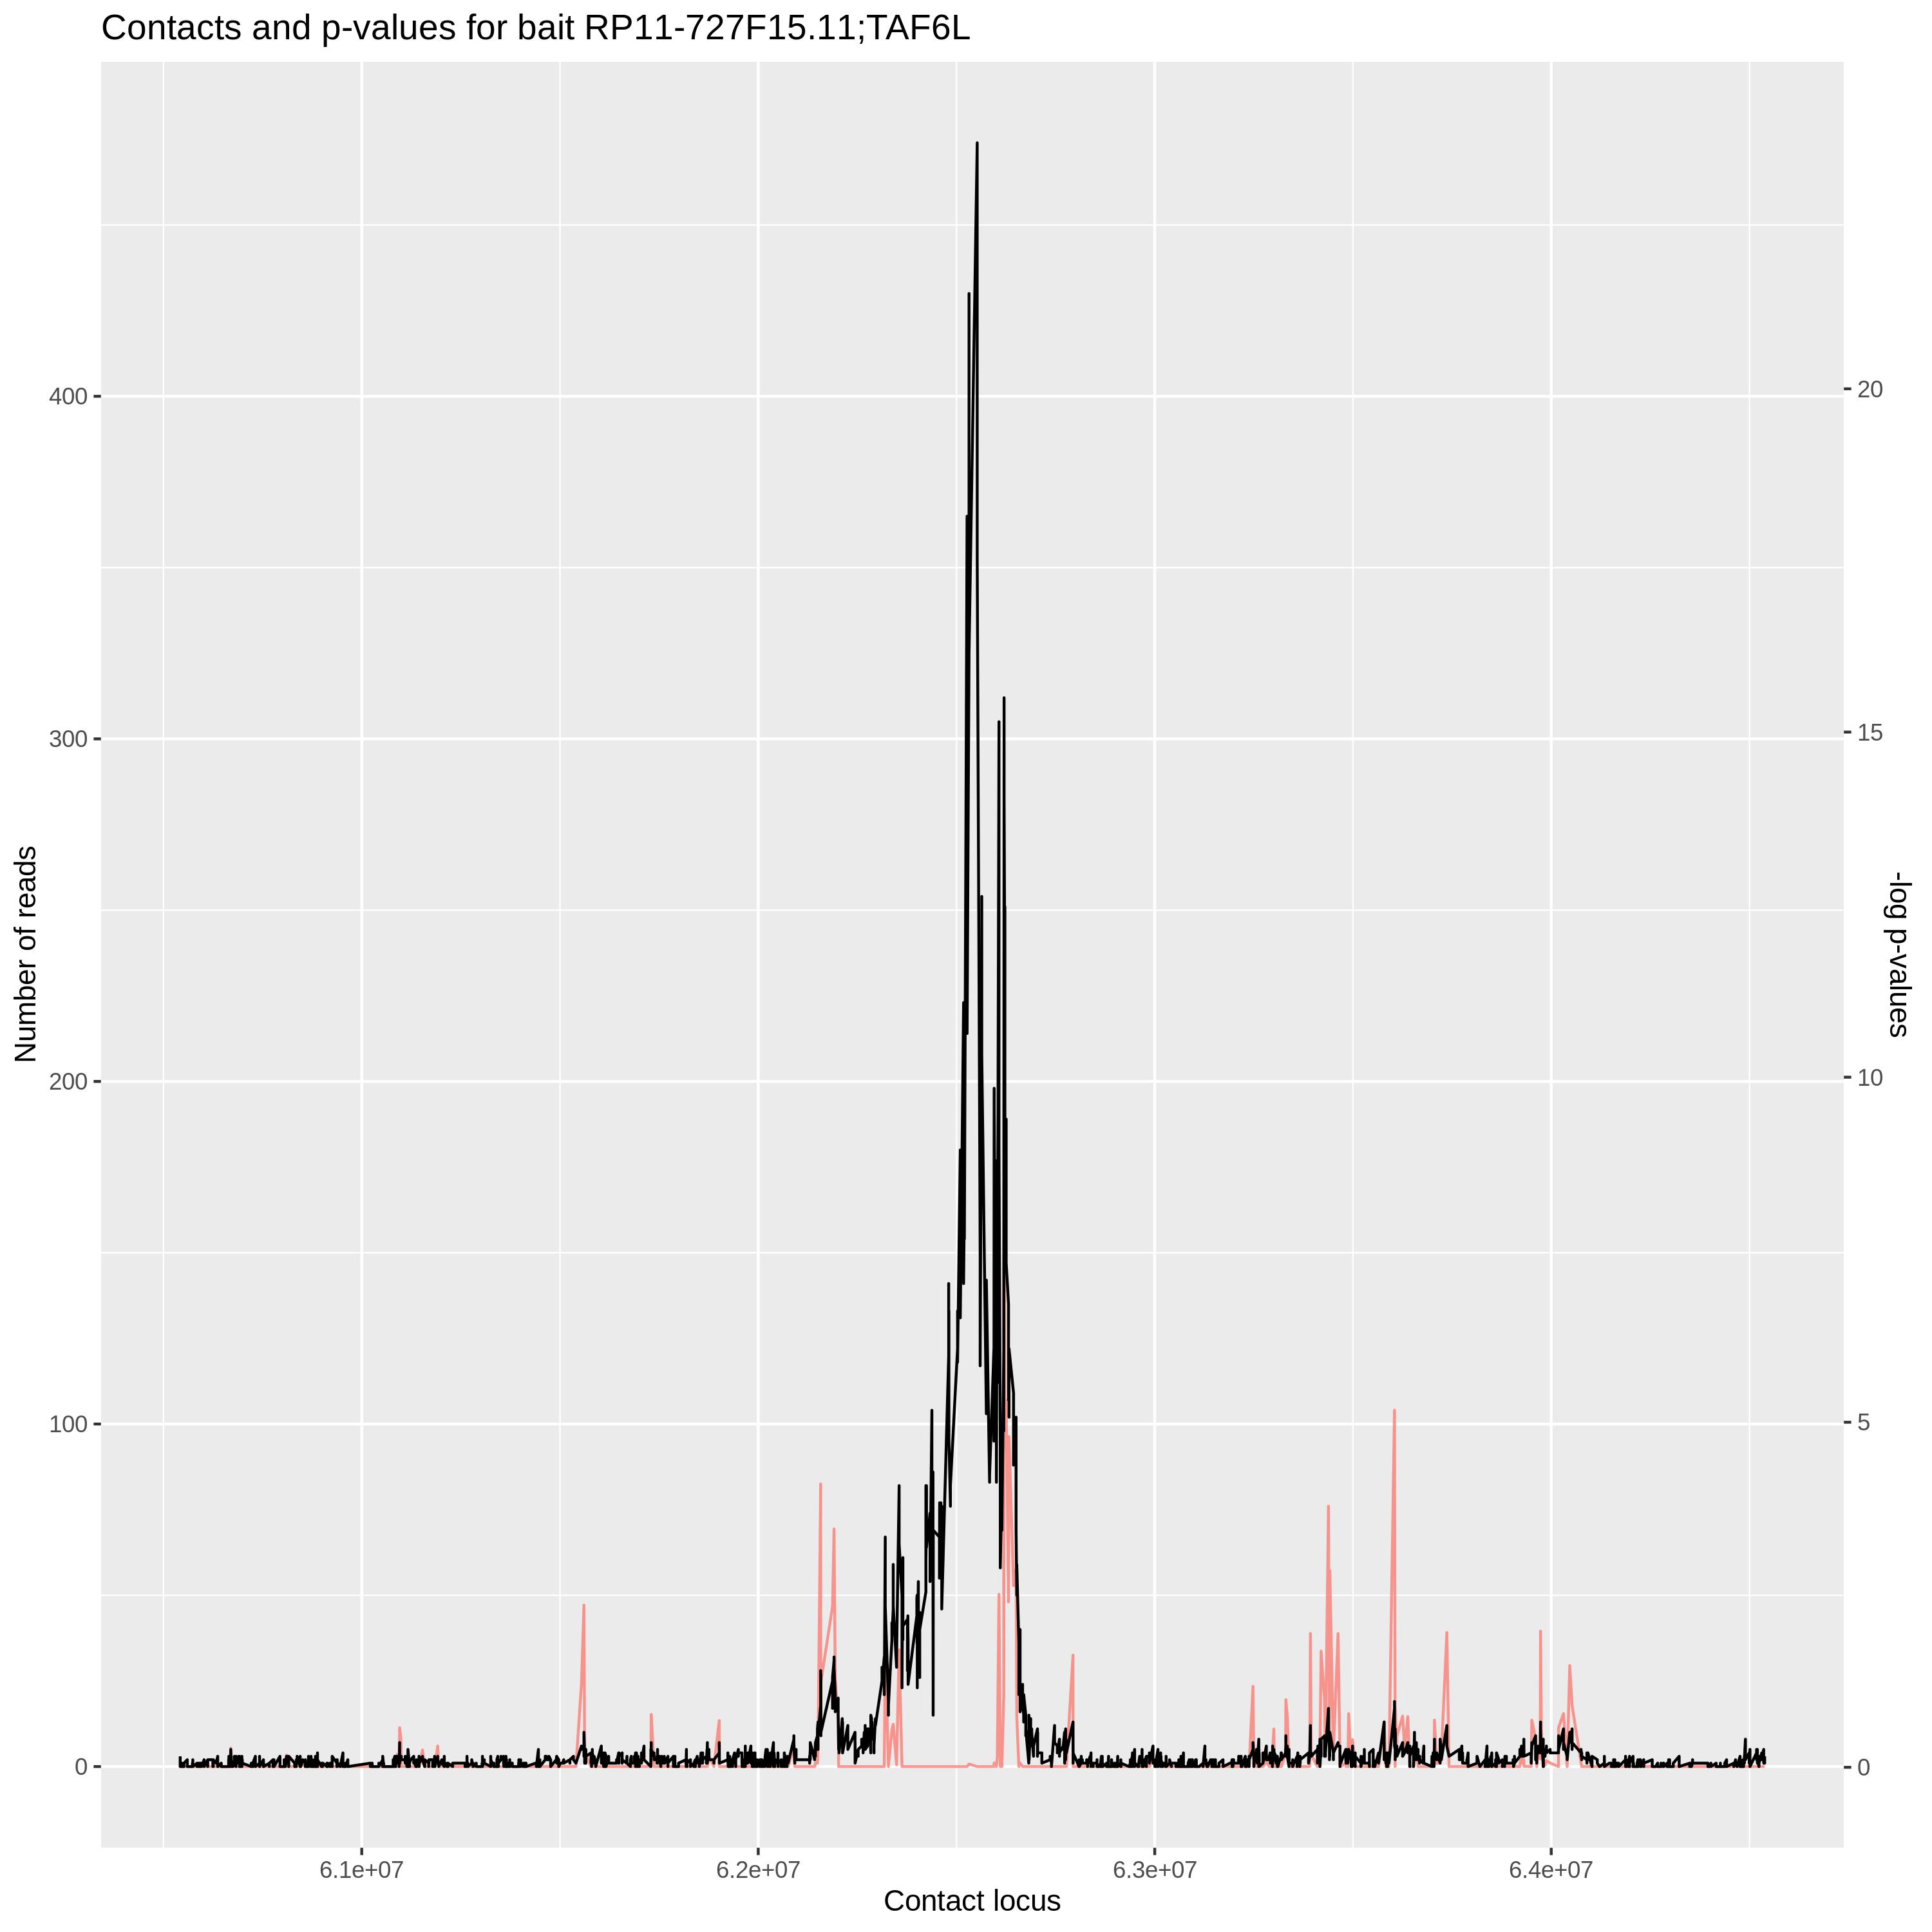 Contacts and p-values for bait RP11-727F15.11;TAF6L
Number of reads
400
300
200
100
0
20
15
10
5
0
-log p-values
6.1e+07 6.2e+07 6.3e+07 6.4e+07
Contact locus